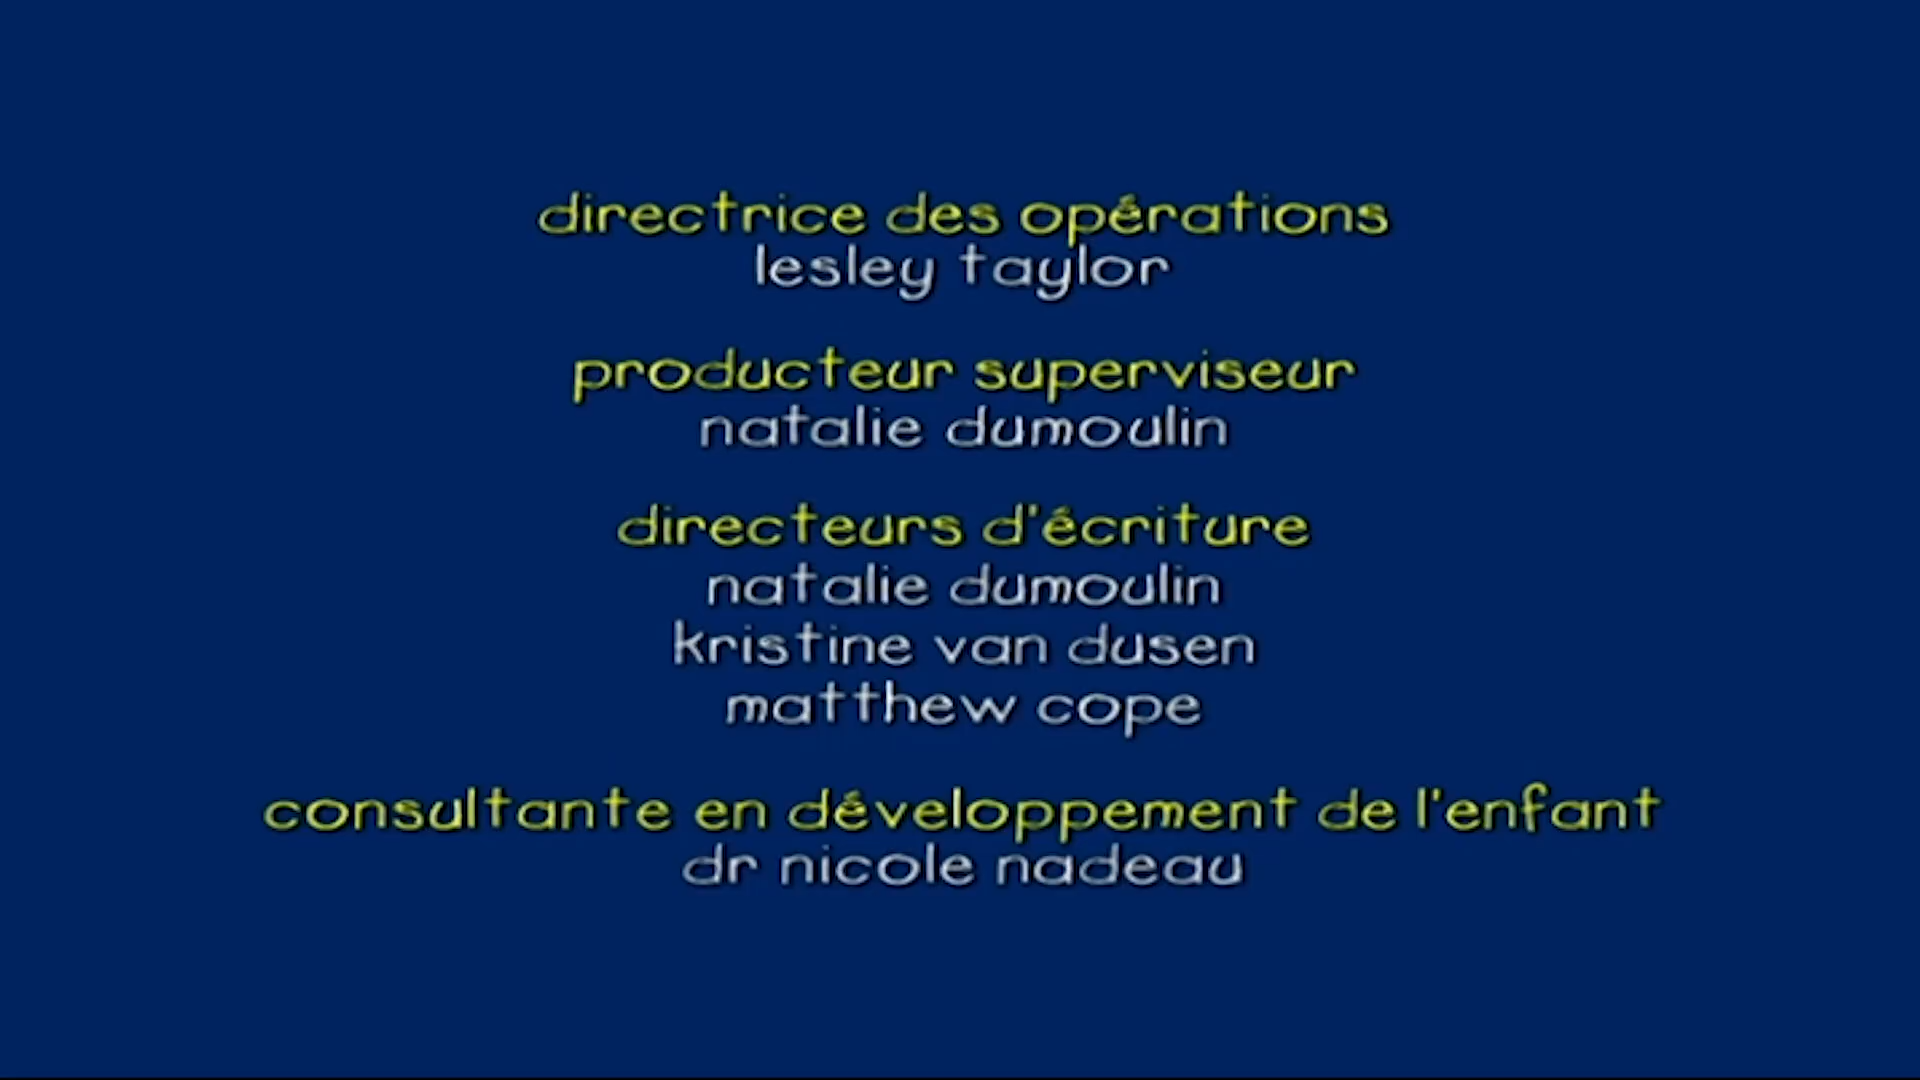 directrice des opérations
lesley taylor
producteur superviseur
natalie dumoulin
directeurs d'écriture
natalie dumoulin
kristine van dusen
matthew cope
consultante en développement de l'enfant
dr nicole nadeau